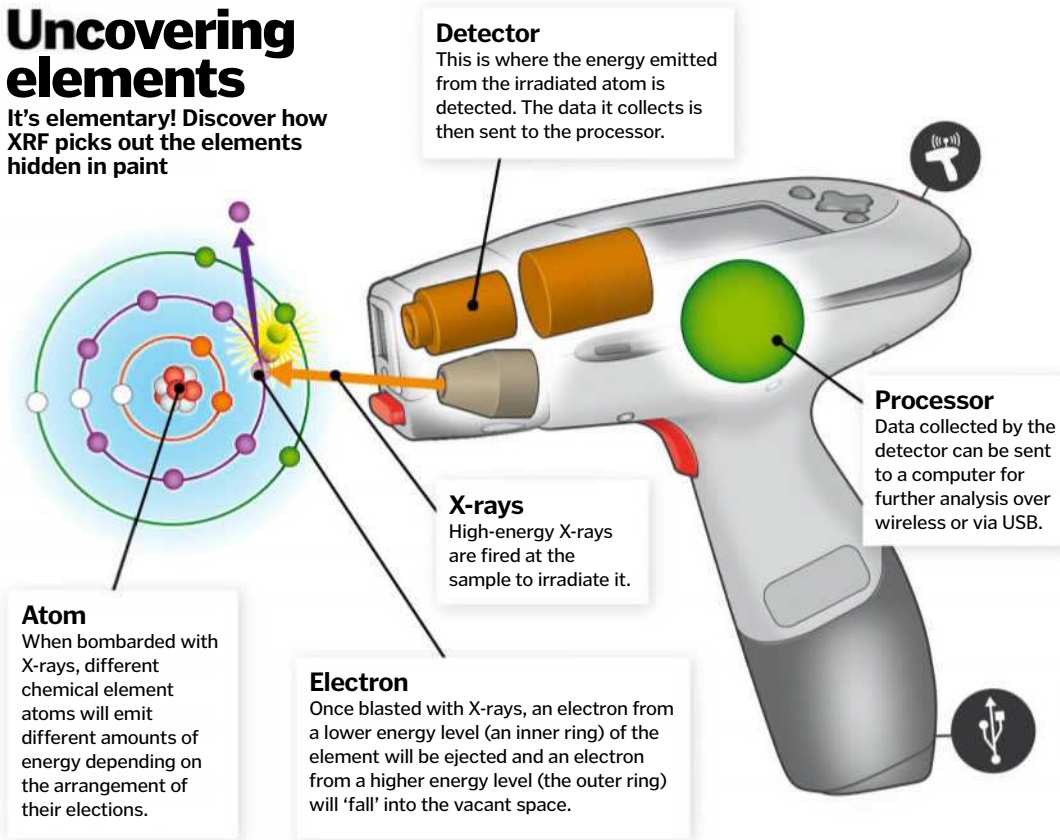 Uncovering
elements
It's elementary! Discover how
XRF picks out the elements
hidden in paint
Detector
This is where the energy emitted
from the irradiated atom is
detected. The data it collects is
then sent to the processor.
Processor
Data collected by the
detector can be sent
to a computer for
further analysis over
wireless or via USB.
X-rays
High-energy X-rays
are fired at the
sample to irradiate it.
Atom
When bombarded with
X-rays, different
chemical element
atoms will emit
different amounts of
energy depending on
the arrangement of
their elections.
Electron
Once blasted with X-rays, an electron from
a lower energy level (an inner ring) of the
element will be ejected and an electron
from a higher energy level (the outer ring)
will ‘fall’ into the vacant space.